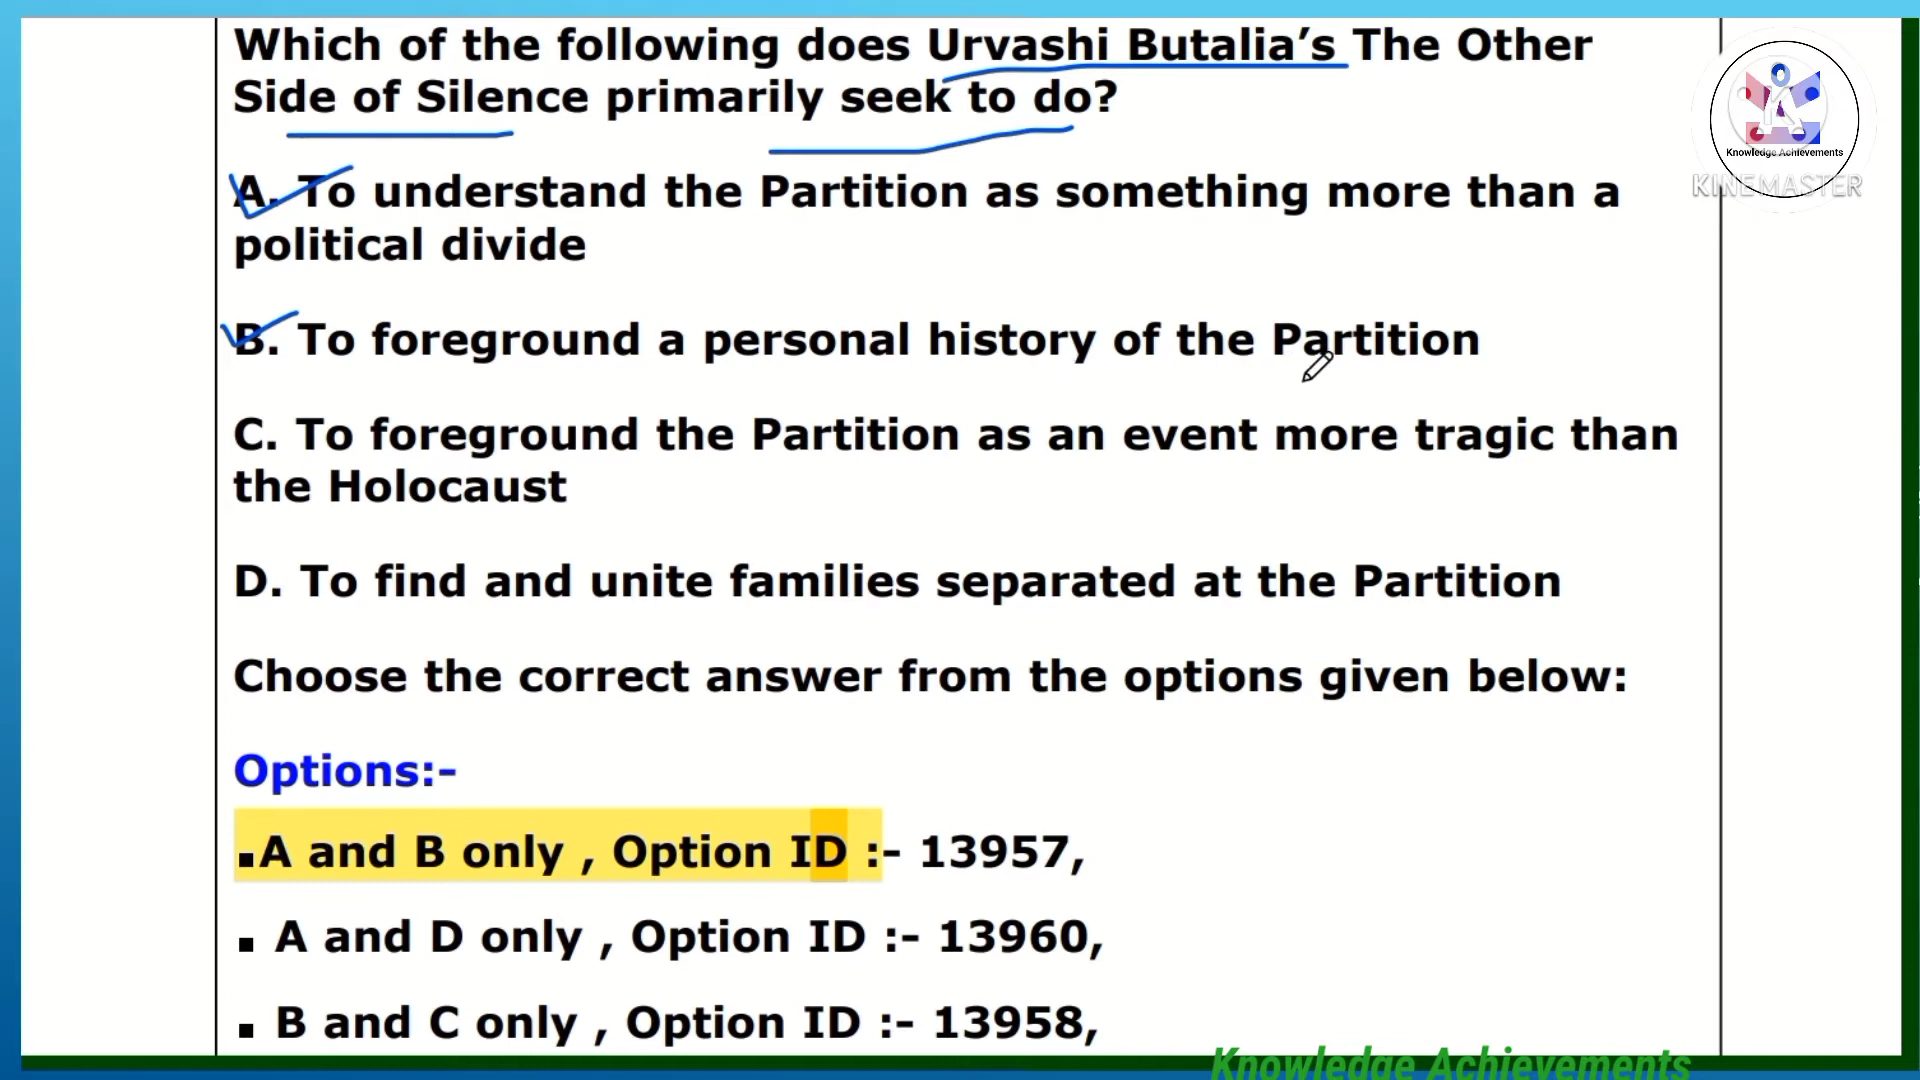 Which of the following does Urvashi Butalia’s The Other
Side of Silence primarily seek to do?
A. To understand the Partition as something more than a
political divide
B. To foreground a personal history of the Partition
C. To foreground the Partition as an event more tragic than
the Holocaust
D. To find and unite families separated at the Partition
Choose the correct answer from the options given below:
Options:-
▪A and B only , Option ID :- 13957,
▪ A and D only , Option ID :- 13960,
▪ B and C only , Option ID :- 13958,
Knowledge Achievements
KINEMASTER
Knowledge Achievements